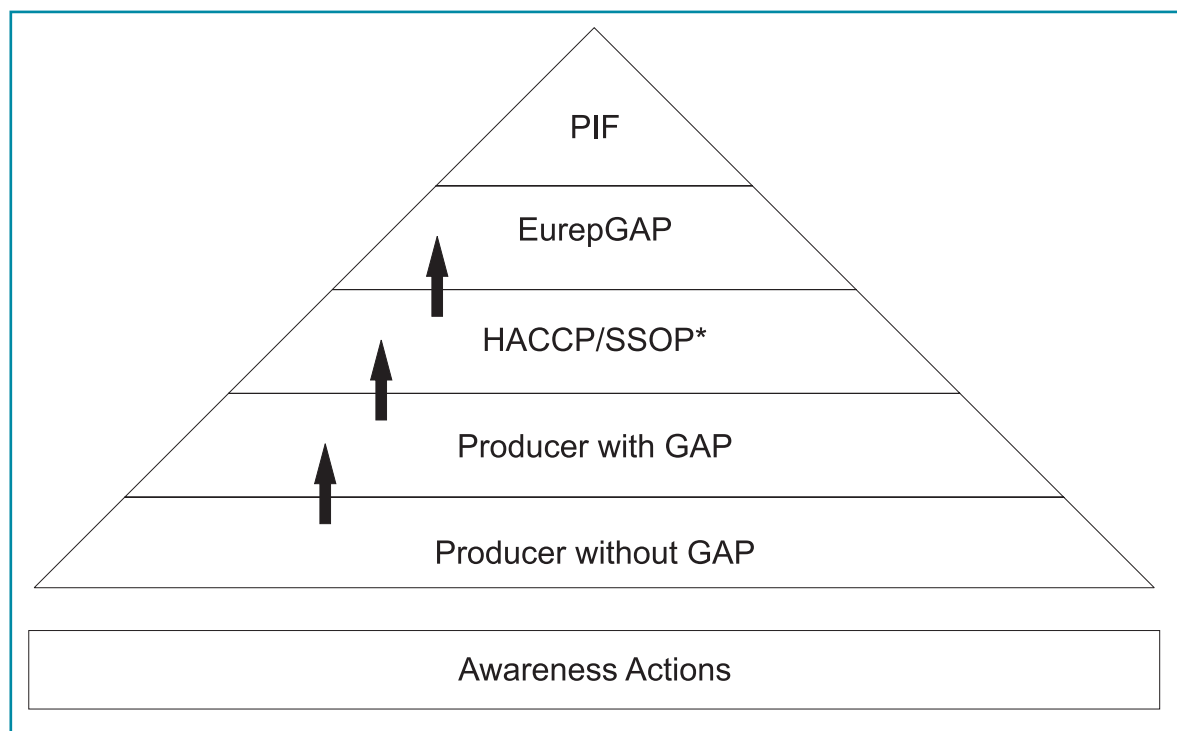 PIF
EurepGAP
HACCP/SSOP*
Producer with GAP
Producer without GAP
Awareness Actions